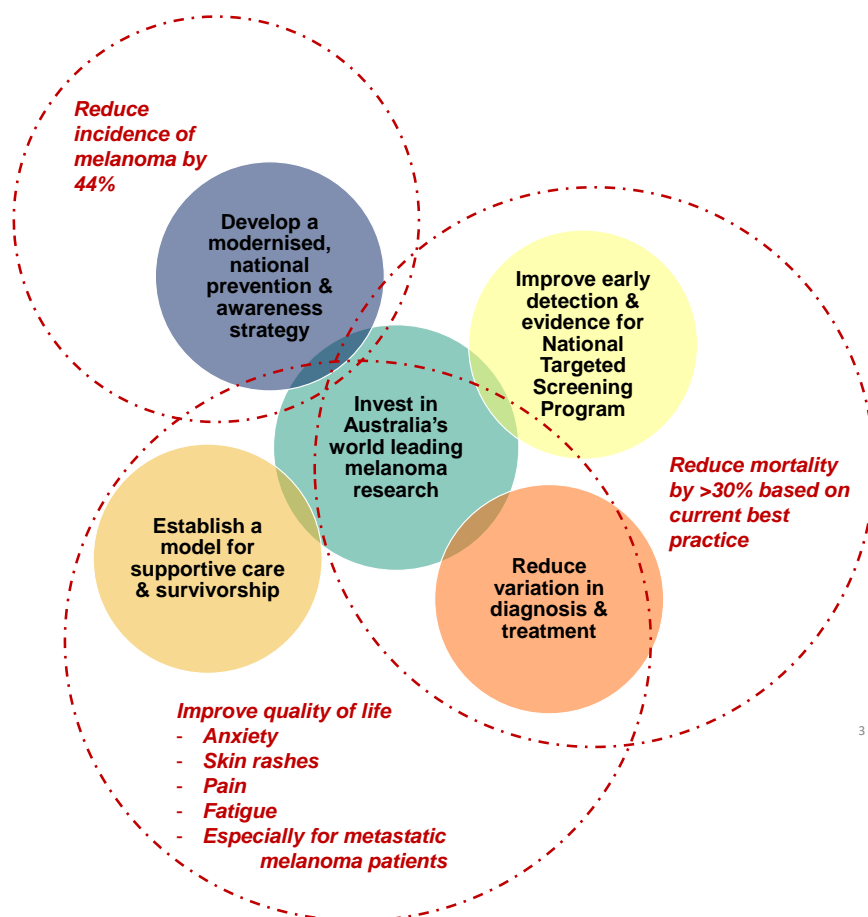 Reduce
incidence of
melanoma by
44%
Develop a
modernised,
national
prevention &
awareness
strategy
Improve early
detection &
evidence for
National
Targeted
Screening
Program
Invest in
Australia's
world leading
melanoma
research
Reduce mortality
by >30% based on
current best
practice
Establish a
model for
supportive care
& survivorship
Reduce
variation in
diagnosis &
treatment
Improve quality of life
- Anxiety
- Skin rashes
- Pain
- Fatigue
- Especially for metastatic
melanoma patients
3